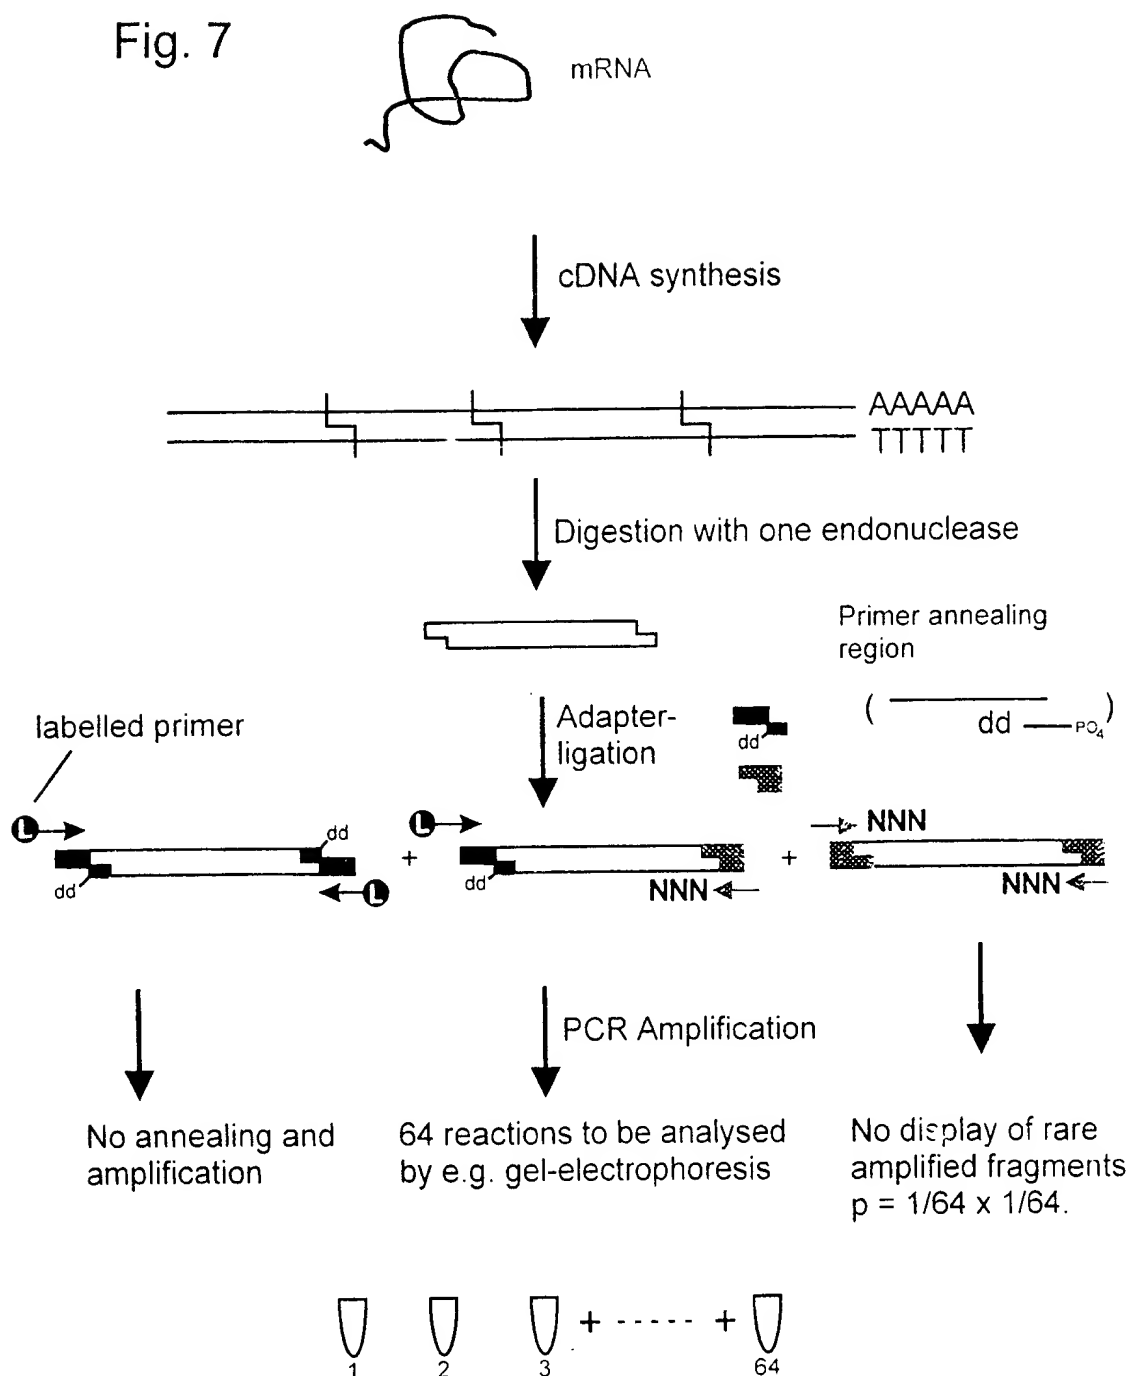 Fig. 7
mRNA
cDNA synthesis
AAAAA
TTTTT
Digestion with one endonuclease
Primer annealing
region
( dd PO4 )
labelled primer
Adapter-
ligation
dd
L
L
NNN
dd
dd
+
dd
+
L
NNN
NNN
PCR Amplification
No annealing and
amplification
64 reactions to be analysed
by e.g. gel-electrophoresis
No display of rare
amplified fragments
p = 1/64 x 1/64.
+ - - - - - +
1 2 3 64